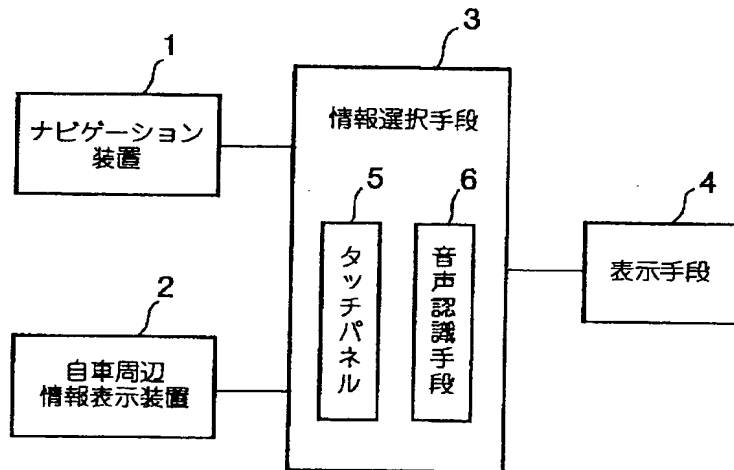 1
ナビゲーション
装置
2
自車周辺
情報表示装置
3
情報選択手段
5
タッチパネル
6
音声認識手段
4
表示手段